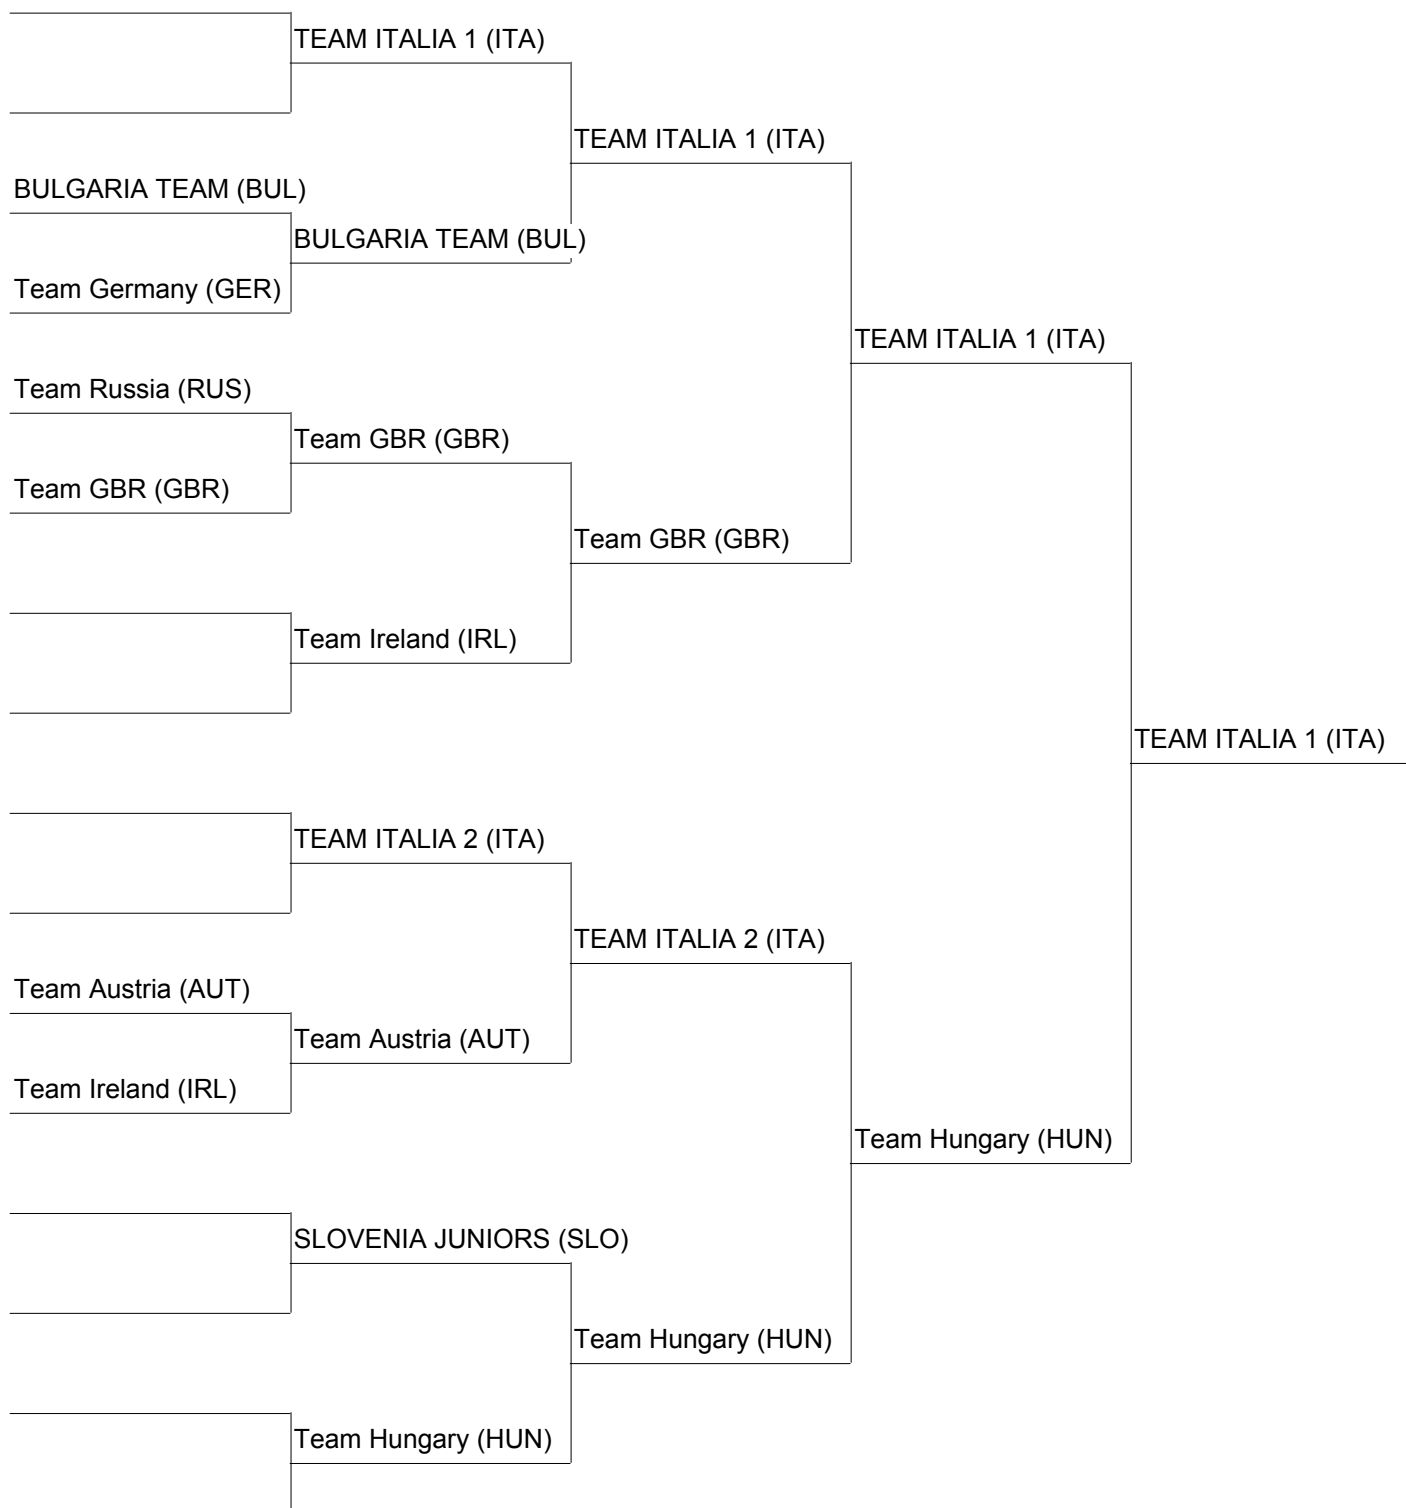 TEAM ITALIA 1 (ITA)
TEAM ITALIA 1 (ITA)
BULGARIA TEAM (BUL)
BULGARIA TEAM (BUL)
Team Germany (GER)
TEAM ITALIA 1 (ITA)
Team Russia (RUS)
Team GBR (GBR)
Team GBR (GBR)
Team GBR (GBR)
Team Ireland (IRL)
TEAM ITALIA 1 (ITA)
TEAM ITALIA 2 (ITA)
TEAM ITALIA 2 (ITA)
Team Austria (AUT)
Team Austria (AUT)
Team Ireland (IRL)
Team Hungary (HUN)
SLOVENIA JUNIORS (SLO)
Team Hungary (HUN)
Team Hungary (HUN)